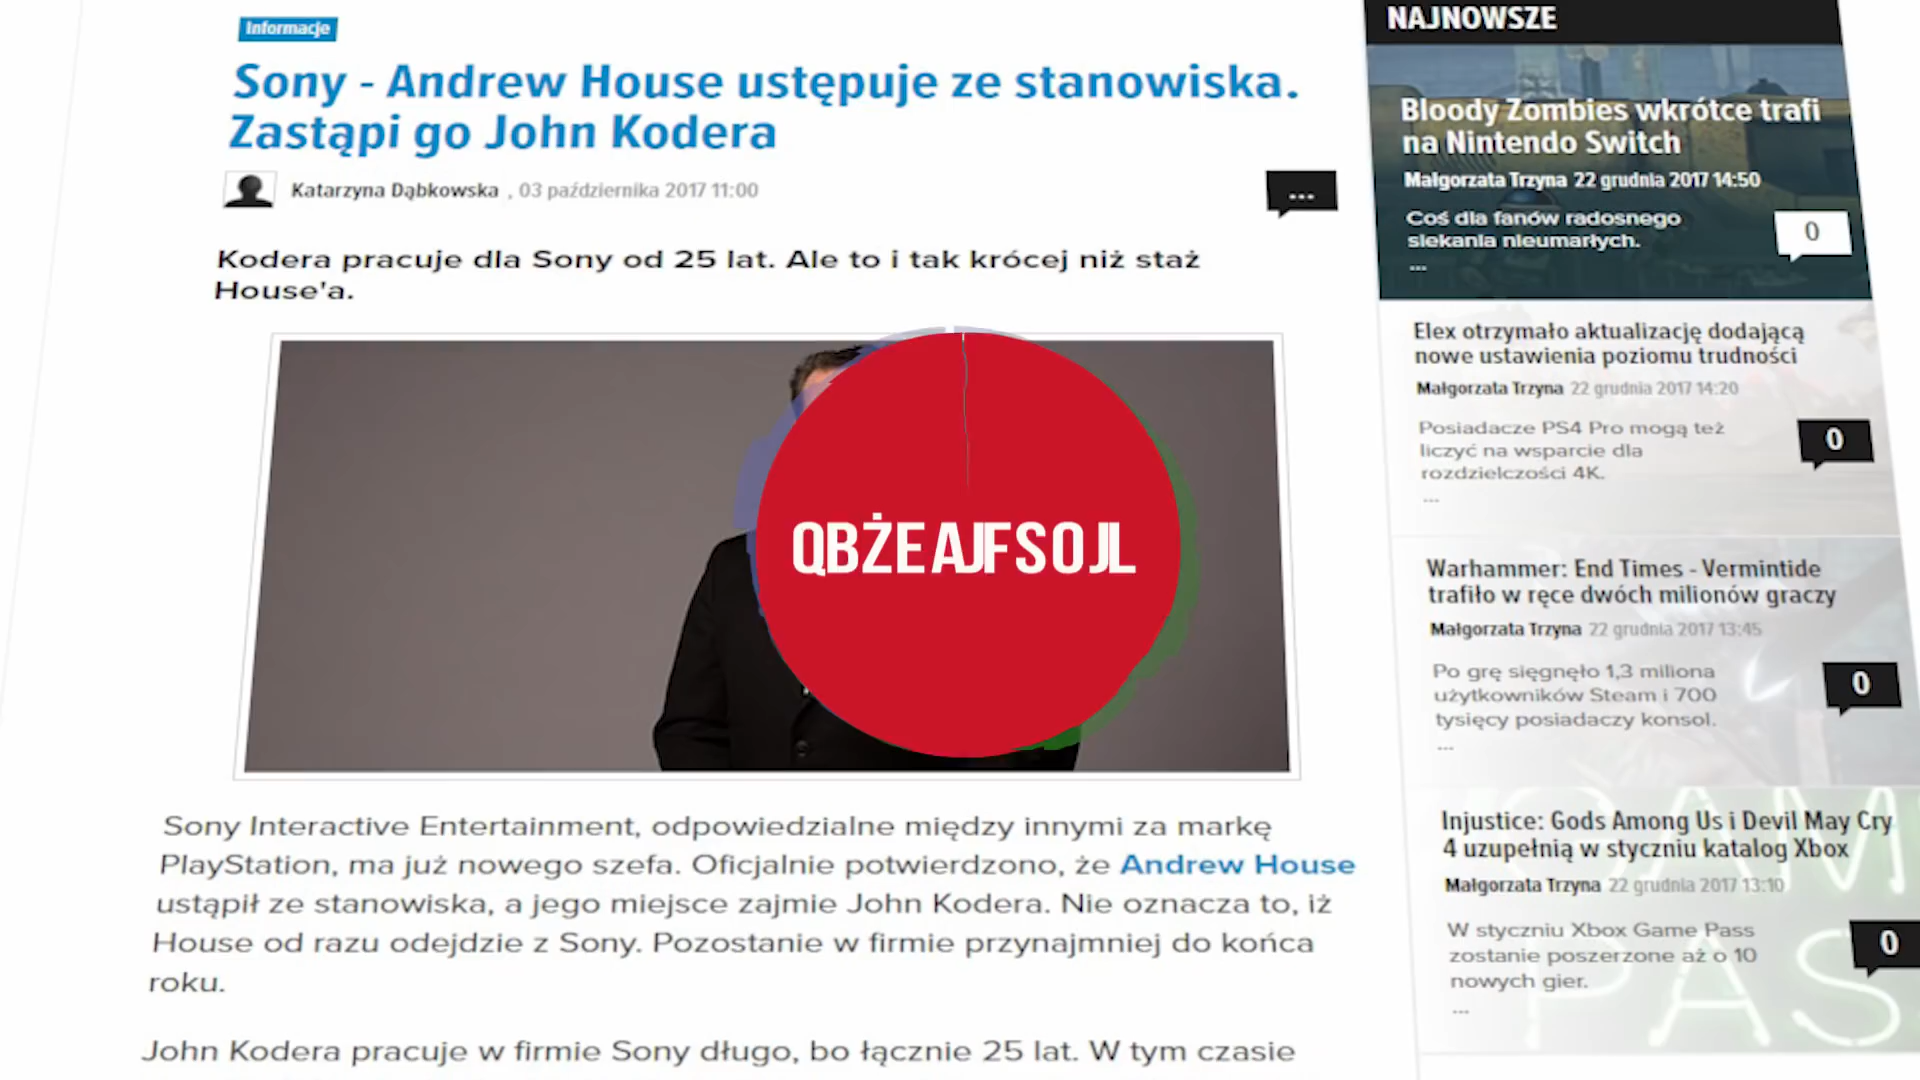 Informacje
Sony - Andrew House ustępuje ze stanowiska.
Zastąpi go John Kodera
Katarzyna Dąbkowska , 03 października 2017 11:00
...
Kodera pracuje dla Sony od 25 lat. Ale to i tak krócej niż staż
House'a.
QBŻEAJFSOJL
Sony Interactive Entertainment, odpowiedzialne między innymi za markę
PlayStation, ma już nowego szefa. Oficjalnie potwierdzono, że Andrew House
ustąpił ze stanowiska, a jego miejsce zajmie John Kodera. Nie oznacza to, iż
House od razu odejdzie z Sony. Pozostanie w firmie przynajmniej do końca
roku.
John Kodera pracuje w firmie Sony długo, bo łącznie 25 lat. W tym czasie
NAJNOWSZE
Bloody Zombies wkrótce trafi
na Nintendo Switch
Małgorzata Trzyna 22 grudnia 2017 14:50
Coś dla fanów radosnego
siekania nieumarłych.
...
0
Elex otrzymało aktualizację dodającą
nowe ustawienia poziomu trudności
Małgorzata Trzyna 22 grudnia 2017 14:20
Posiadacze PS4 Pro mogą też
liczyć na wsparcie dla
rozdzielczości 4K.
...
0
Warhammer: End Times - Vermintide
trafiło w ręce dwóch milionów graczy
Małgorzata Trzyna 22 grudnia 2017 13:45
Po grę sięgnęło 1,3 miliona
użytkowników Steam i 700
tysięcy posiadaczy konsol.
...
0
Injustice: Gods Among Us i Devil May Cry
4 uzupełnią w styczniu katalog Xbox
Małgorzata Trzyna 22 grudnia 2017 13:10
W styczniu Xbox Game Pass
zostanie poszerzone aż o 10
nowych gier.
...
0